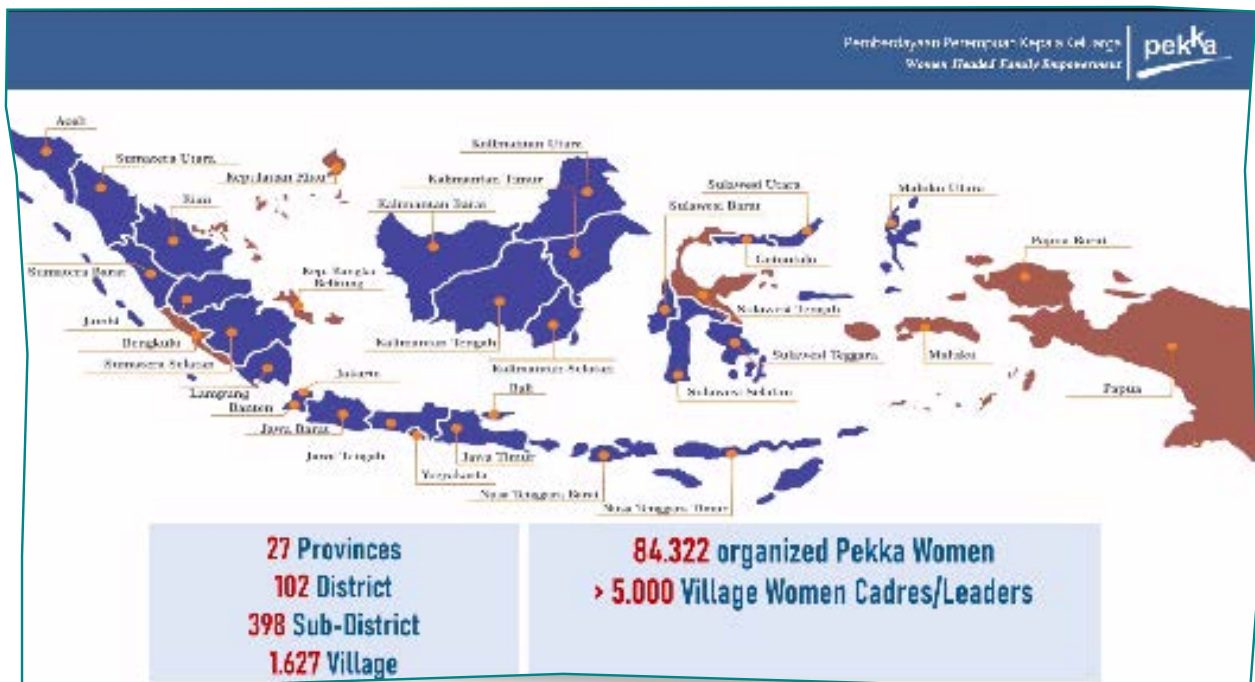 Pemberdayaan Perempuan Kepala Keluarga
Women Headed Family Empowerment
pekka
Aceh
Sumatera Utara
Kepulauan Riau
Riau
Sumatera Barat
Jambi
Bengkulu
Sumatera Selatan
Lampung
Kep. Bangka
Belitung
Kalimantan Utara
Kalimantan Timur
Kalimantan Barat
Kalimantan Tengah
Kalimantan Selatan
Sulawesi Utara
Sulawesi Barat
Gorontalo
Sulawesi Tengah
Sulawesi Tenggara
Sulawesi Selatan
Maluku Utara
Maluku
Papua Barat
Papua
Jakarta
Banten
Jawa Barat
Jawa Tengah
Yogyakarta
Jawa Timur
Bali
Nusa Tenggara Barat
Nusa Tenggara Timur
27 Provinces
102 District
398 Sub-District
1.627 Village
84.322 organized Pekka Women
> 5.000 Village Women Cadres/Leaders